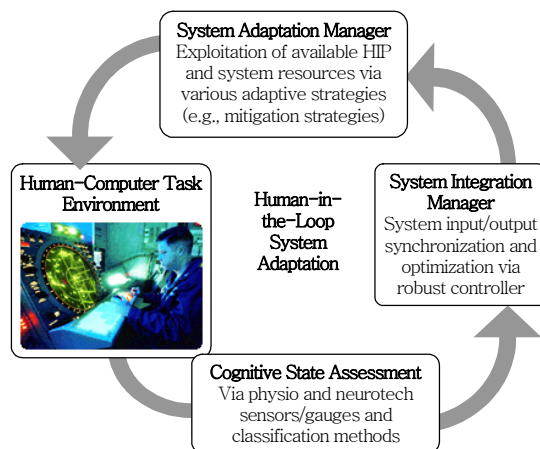 System Adaptation Manager
Exploitation of available HIP
and system resources via
various adaptive strategies
(e.g., mitigation strategies)
Human-Computer Task
Environment
Human-in-
the-Loop
System
Adaptation
System Integration
Manager
System input/output
synchronization and
optimization via
robust controller
Cognitive State Assessment
Via physio and neurotech
sensors/gauges and
classification methods